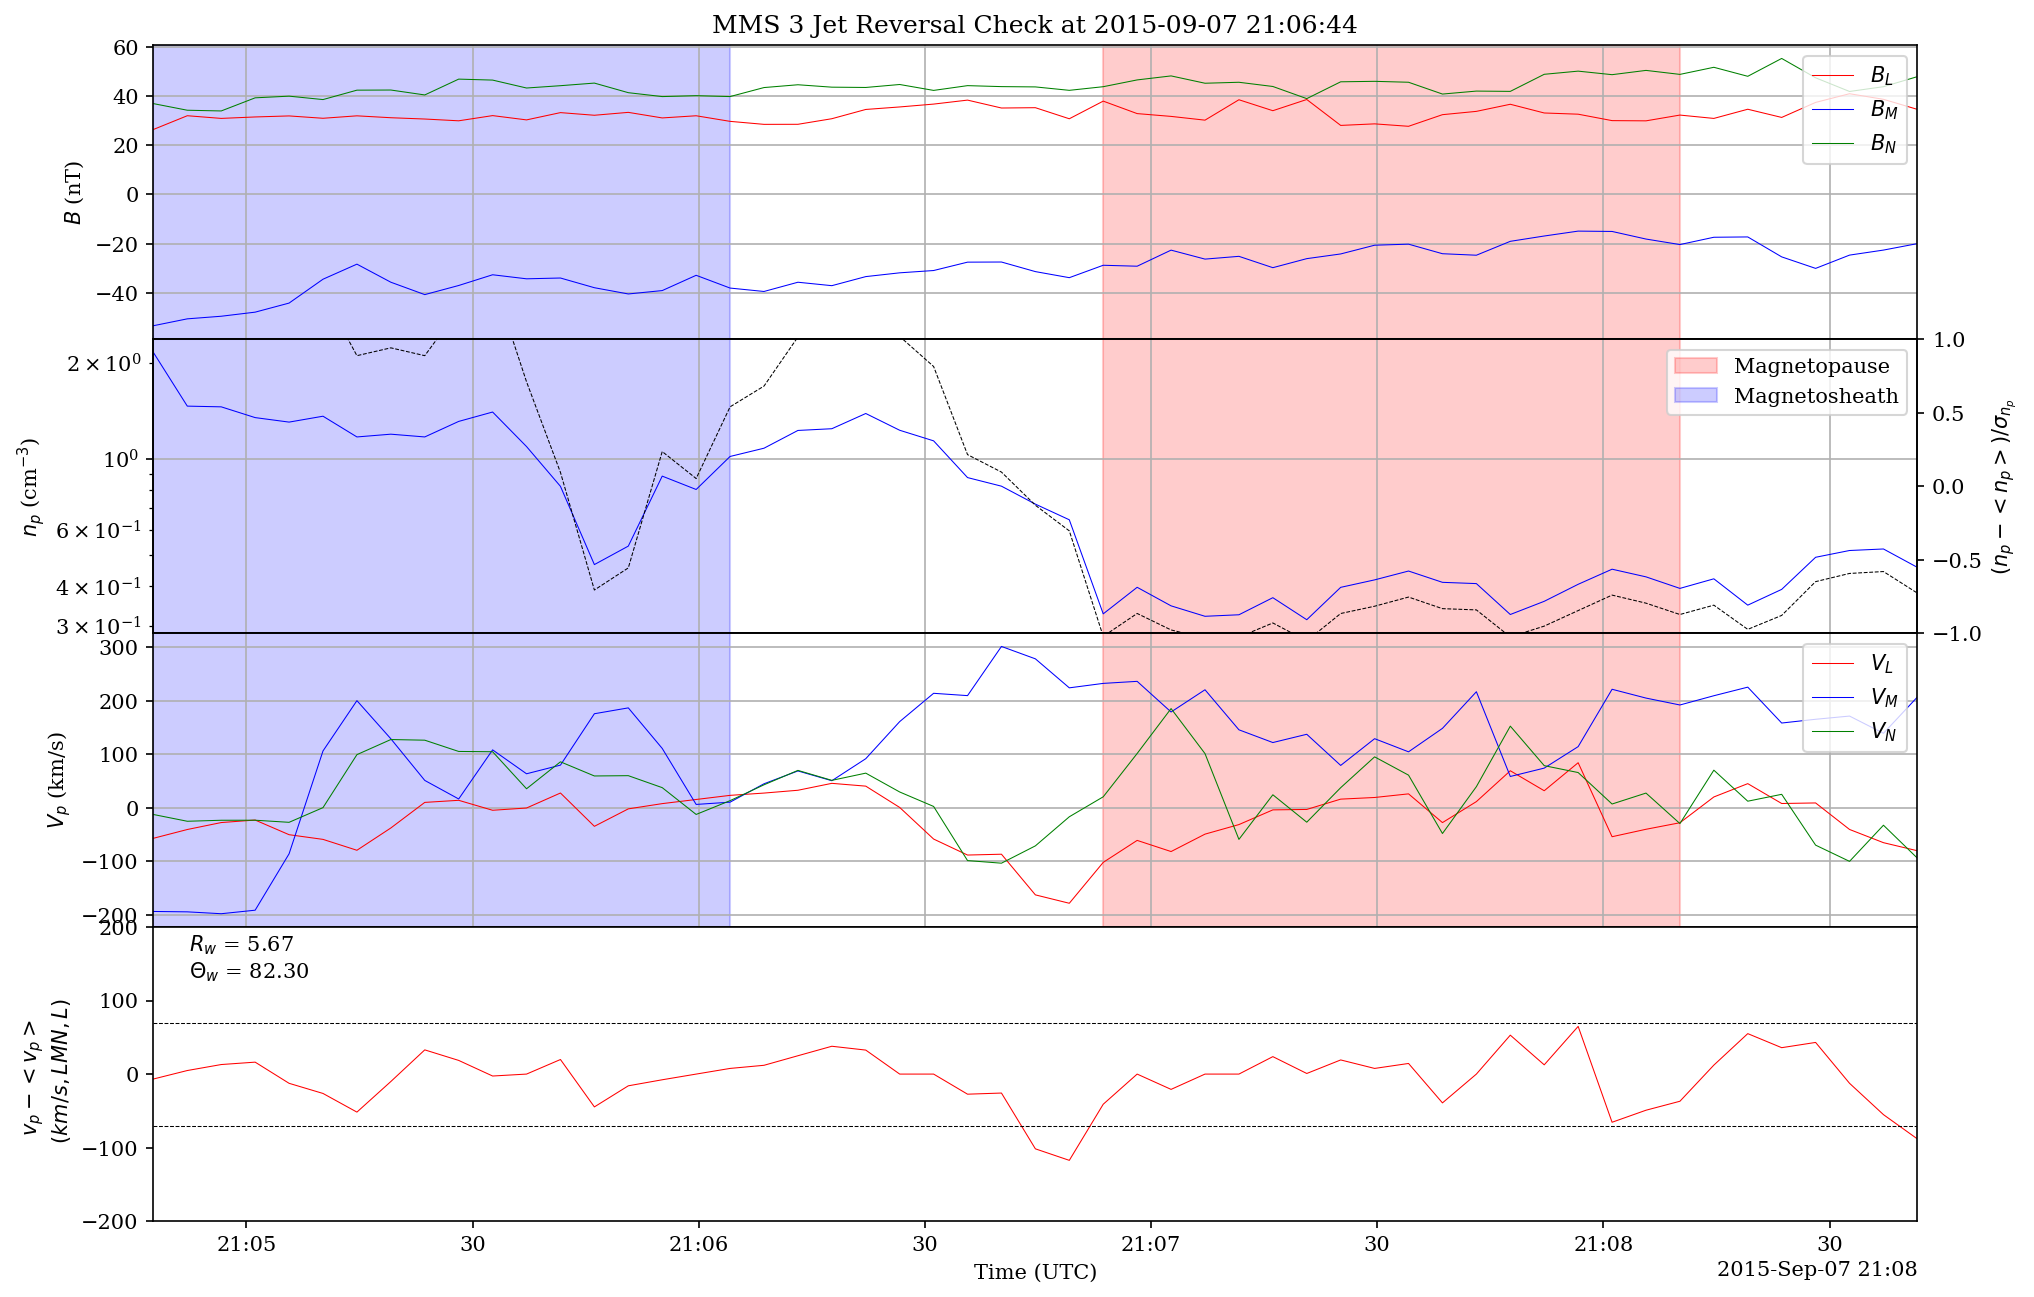 MMS 3 Jet Reversal Check at 2015-09-07 21:06:44
60
40
20
0
−20
−40
B (nT)
B_L
B_M
B_N
2 × 10^0
10^0
6 × 10^−1
4 × 10^−1
3 × 10^−1
n_p (cm^−3)
1.0
0.5
0.0
−0.5
−1.0
(n_p − < n_p > )/σ_{n_p}
Magnetopause
Magnetosheath
300
200
100
0
−100
−200
V_p (km/s)
V_L
V_M
V_N
200
100
0
−100
−200
v_p − < v_p >
(km/s, LMN, L)
R_w = 5.67
Θ_w = 82.30
21:05
30
21:06
30
21:07
30
21:08
30
Time (UTC)
2015-Sep-07 21:08